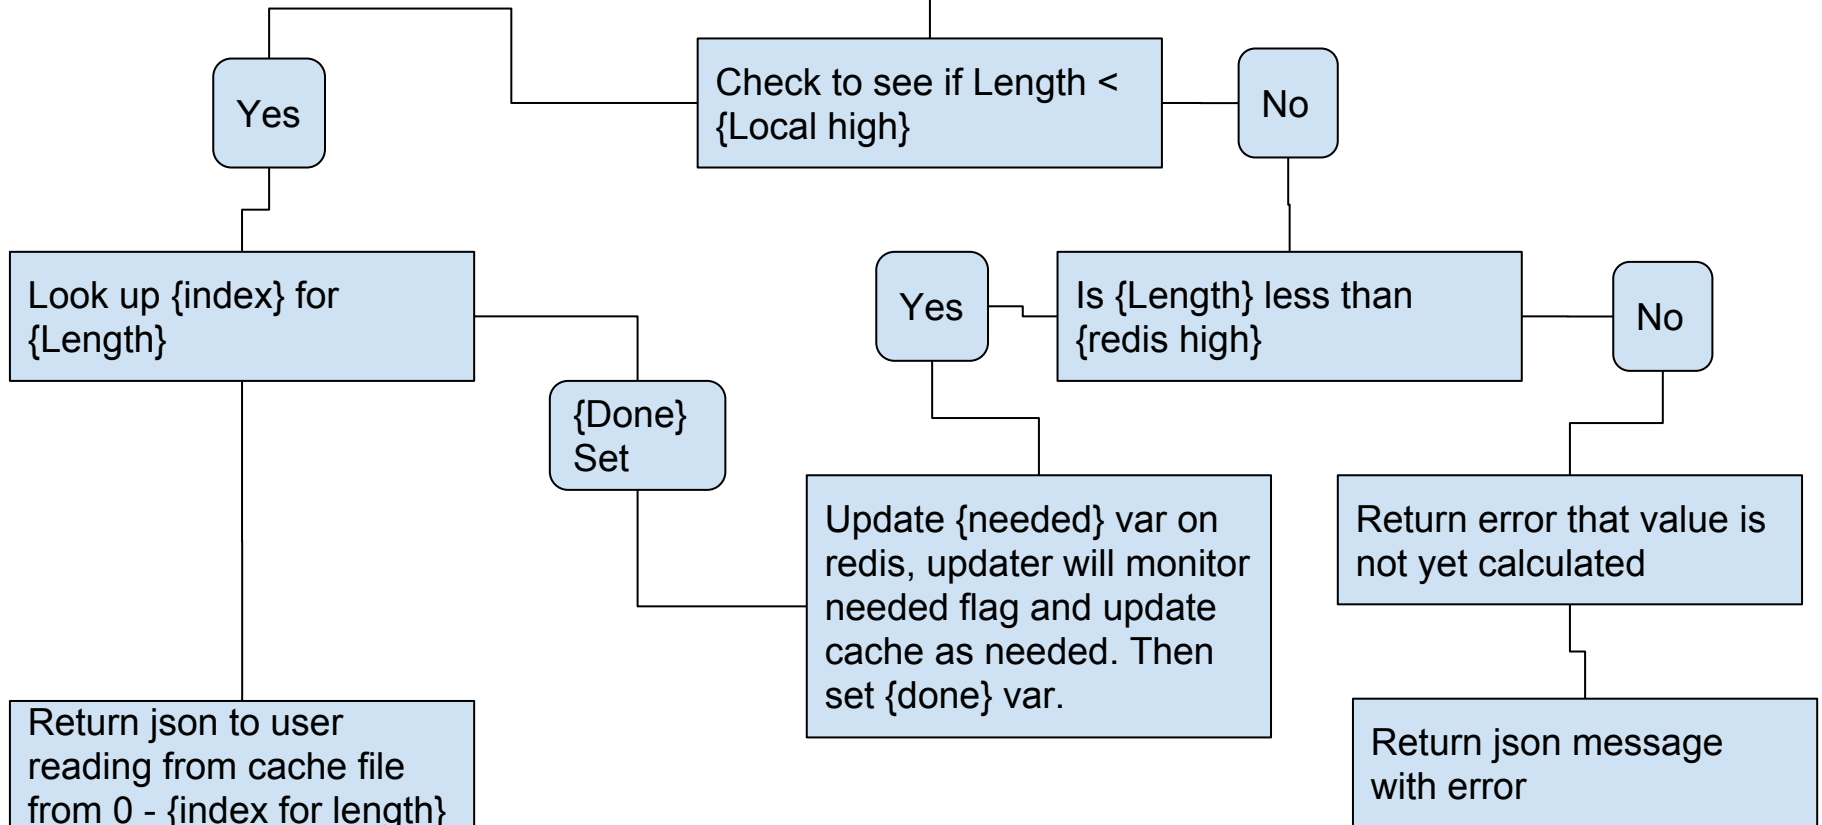 Yes
Check to see if Length <
{Local high}
No
Look up {index} for
{Length}
Yes
Is {Length} less than
{redis high}
No
{Done}
Set
Update {needed} var on
redis, updater will monitor
needed flag and update
cache as needed. Then
set {done} var.
Return error that value is
not yet calculated
Return json to user
reading from cache file
from 0 - {index for length}
Return json message
with error